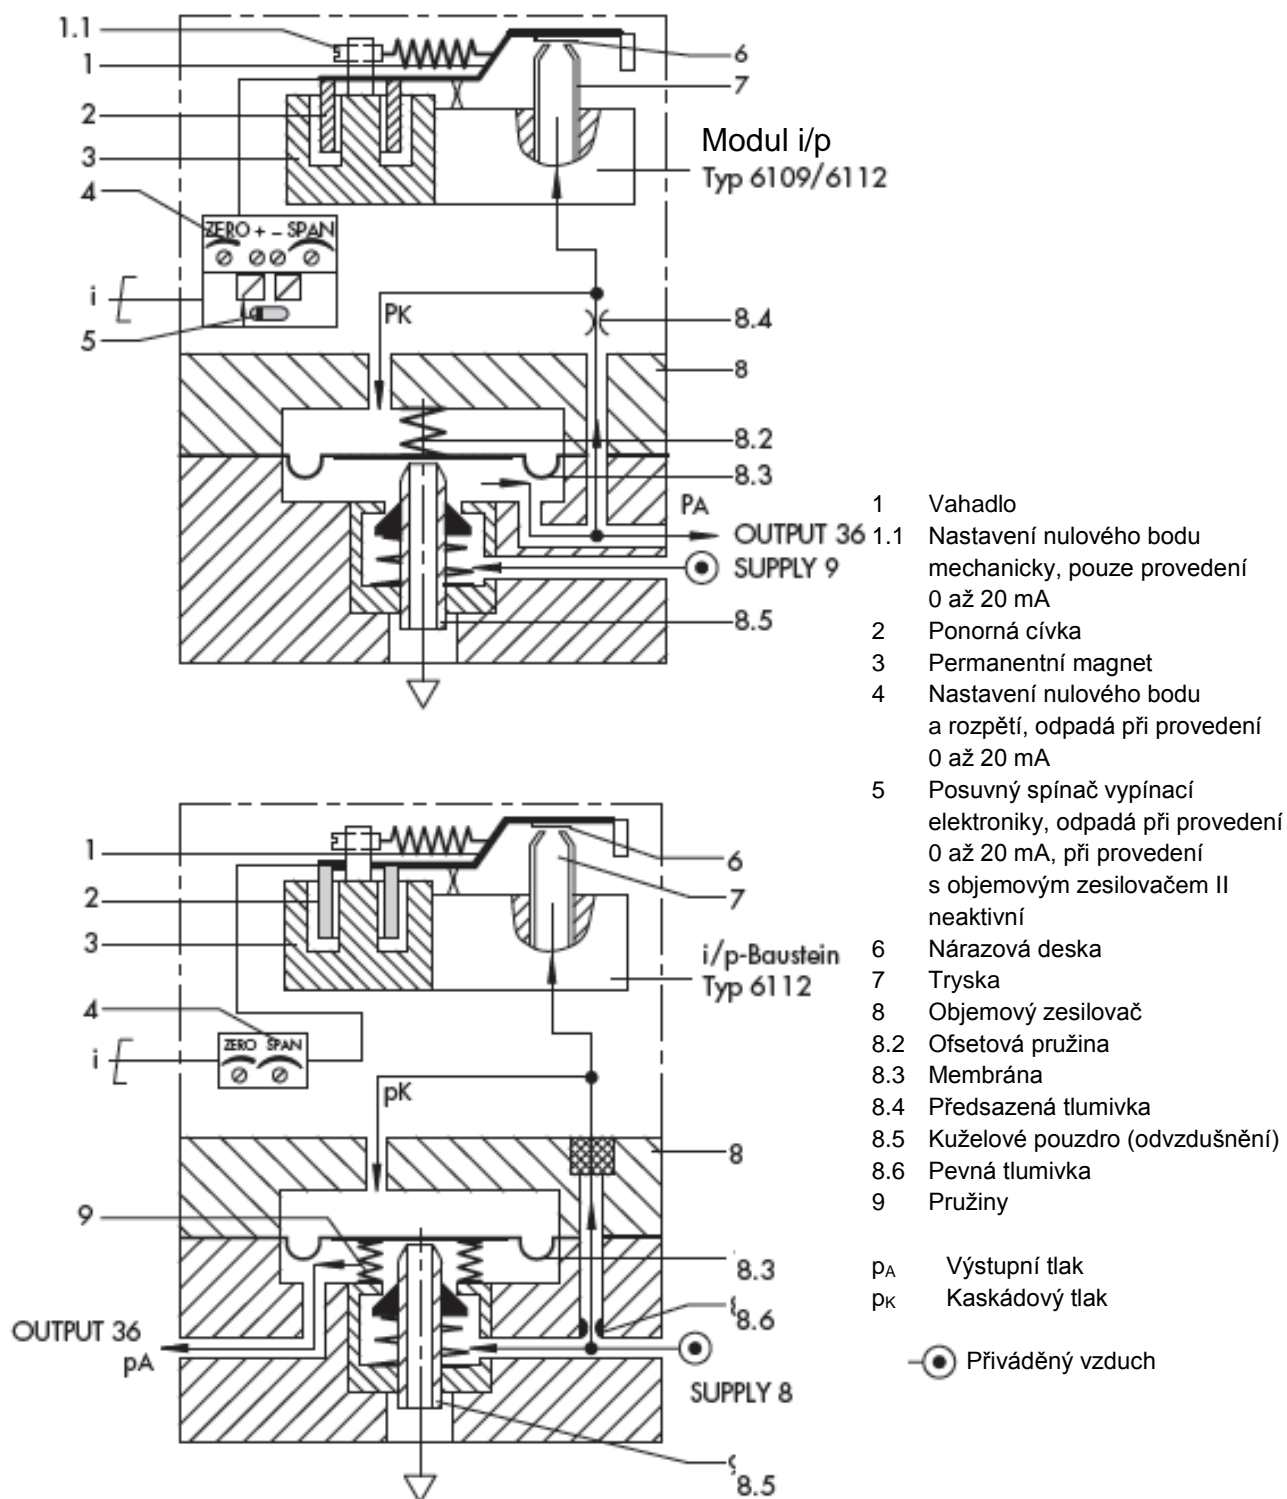 1.1
1
2
3
4
ZERO + – SPAN
i
5
6
7
Modul i/p
Typ 6109/6112
PK
8.4
8
8.2
8.3
PA
OUTPUT 36
SUPPLY 9
8.5
1
2
3
4
ZERO SPAN
i
6
7
i/p-Baustein
Typ 6112
pK
8
9
8.3
8.6
OUTPUT 36
pA
SUPPLY 8
8.5
1 Vahadlo
1.1 Nastavení nulového bodu
mechanicky, pouze provedení
0 až 20 mA
2 Ponorná cívka
3 Permanentní magnet
4 Nastavení nulového bodu
a rozpětí, odpadá při provedení
0 až 20 mA
5 Posuvný spínač vypínací
elektroniky, odpadá při provedení
0 až 20 mA, při provedení
s objemovým zesilovačem II
neaktivní
6 Nárazová deska
7 Tryska
8 Objemový zesilovač
8.2 Ofsetová pružina
8.3 Membrána
8.4 Předsazená tlumivka
8.5 Kuželové pouzdro (odvzdušnění)
8.6 Pevná tlumivka
9 Pružiny
pA Výstupní tlak
pK Kaskádový tlak
Přiváděný vzduch